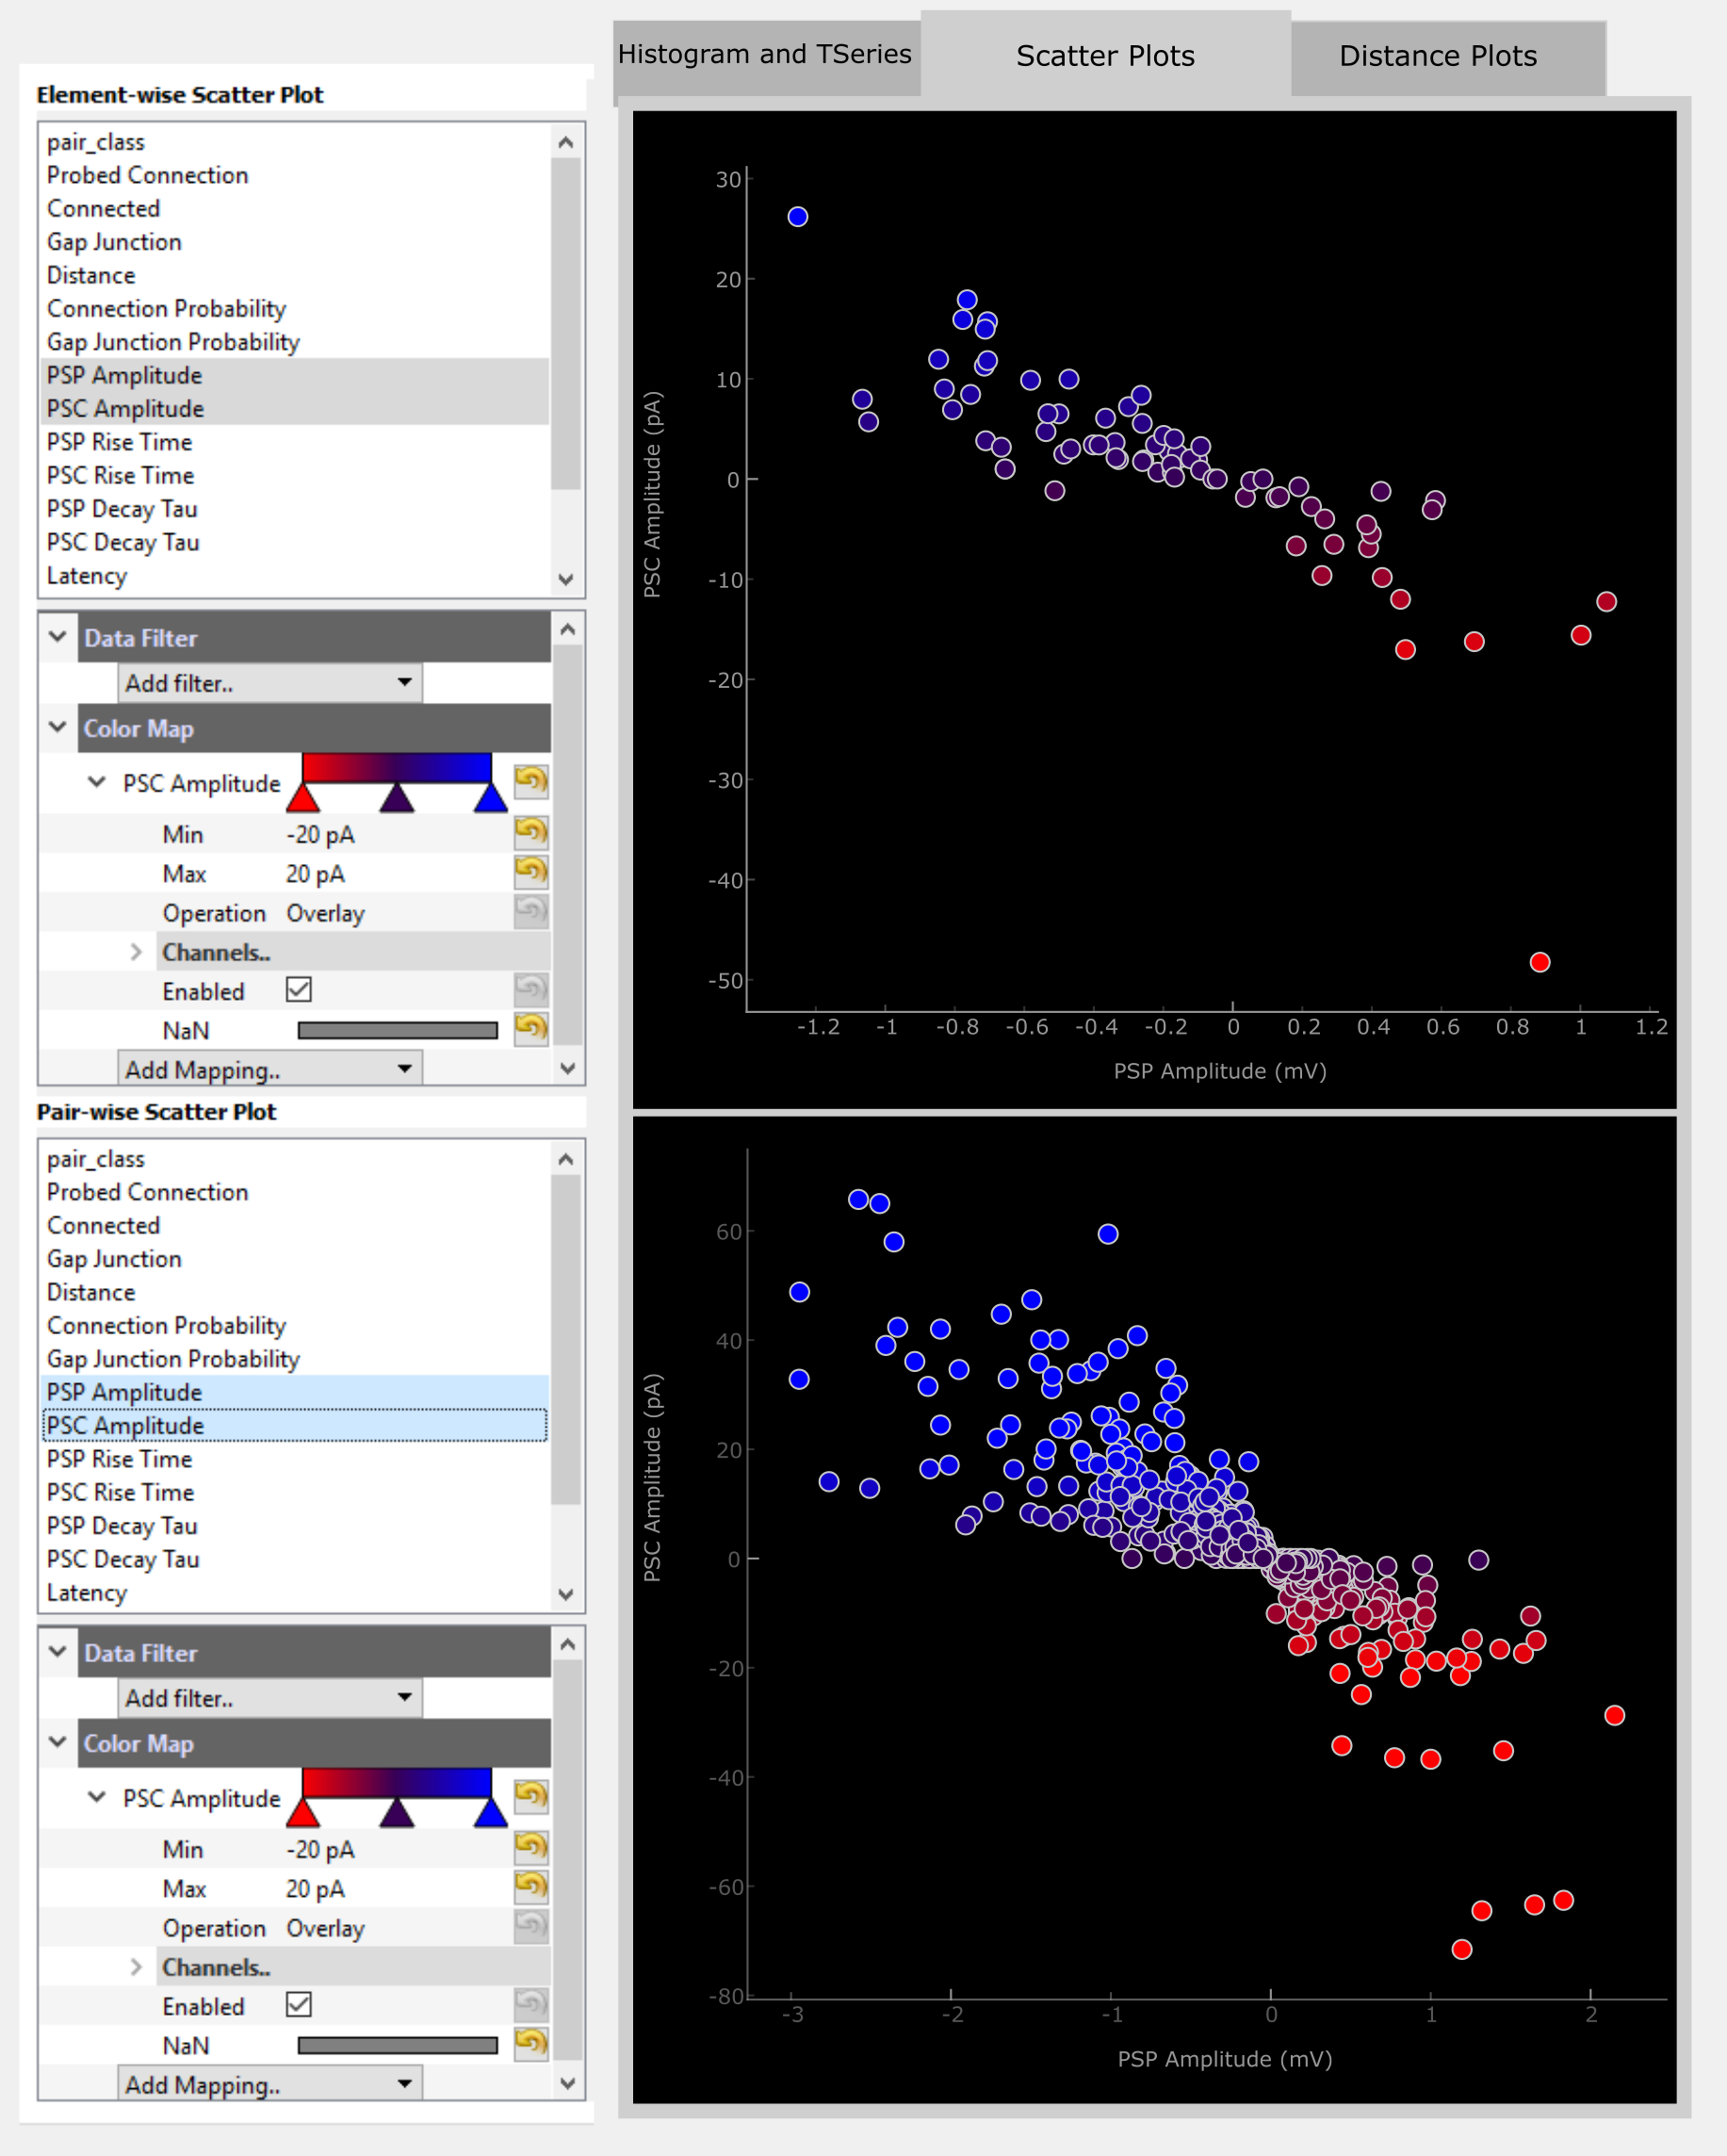 Histogram and TSeries
Scatter Plots
Distance Plots
Element-wise Scatter Plot
pair_class
Probed Connection
Connected
Gap Junction
Distance
Connection Probability
Gap Junction Probability
PSP Amplitude
PSC Amplitude
PSP Rise Time
PSC Rise Time
PSP Decay Tau
PSC Decay Tau
Latency
Data Filter
Add filter..
Color Map
PSC Amplitude
Min -20 pA
Max 20 pA
Operation Overlay
Channels..
Enabled
NaN
Add Mapping..
30
20
10
0
-10
-20
-30
-40
-50
PSC Amplitude (pA)
-1.2 -1 -0.8 -0.6 -0.4 -0.2 0 0.2 0.4 0.6 0.8 1 1.2
PSP Amplitude (mV)
Pair-wise Scatter Plot
pair_class
Probed Connection
Connected
Gap Junction
Distance
Connection Probability
Gap Junction Probability
PSP Amplitude
PSC Amplitude
PSP Rise Time
PSC Rise Time
PSP Decay Tau
PSC Decay Tau
Latency
Data Filter
Add filter..
Color Map
PSC Amplitude
Min -20 pA
Max 20 pA
Operation Overlay
Channels..
Enabled
NaN
Add Mapping..
60
40
20
0
-20
-40
-60
-80
PSC Amplitude (pA)
-3 -2 -1 0 1 2
PSP Amplitude (mV)